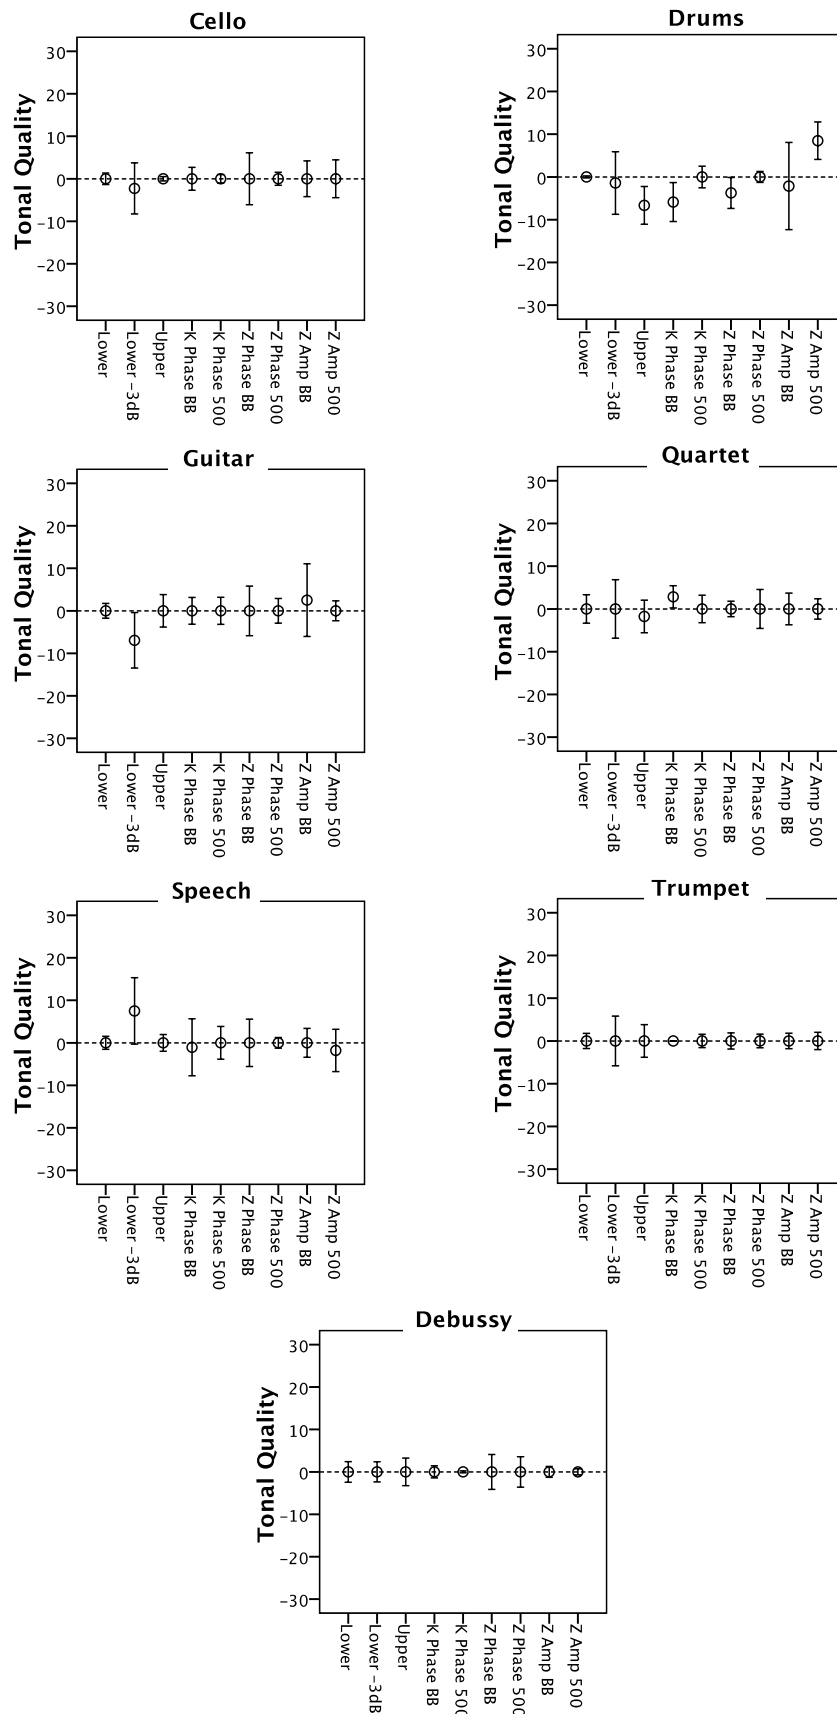 Cello
Tonal Quality
30
20
10
0
−10
−20
−30
Lower
Lower −3dB
Upper
K Phase BB
K Phase 500
Z Phase BB
Z Phase 500
Z Amp BB
Z Amp 500
Drums
Tonal Quality
30
20
10
0
−10
−20
−30
Lower
Lower −3dB
Upper
K Phase BB
K Phase 500
Z Phase BB
Z Phase 500
Z Amp BB
Z Amp 500
Guitar
Tonal Quality
30
20
10
0
−10
−20
−30
Lower
Lower −3dB
Upper
K Phase BB
K Phase 500
Z Phase BB
Z Phase 500
Z Amp BB
Z Amp 500
Quartet
Tonal Quality
30
20
10
0
−10
−20
−30
Lower
Lower −3dB
Upper
K Phase BB
K Phase 500
Z Phase BB
Z Phase 500
Z Amp BB
Z Amp 500
Speech
Tonal Quality
30
20
10
0
−10
−20
−30
Lower
Lower −3dB
Upper
K Phase BB
K Phase 500
Z Phase BB
Z Phase 500
Z Amp BB
Z Amp 500
Trumpet
Tonal Quality
30
20
10
0
−10
−20
−30
Lower
Lower −3dB
Upper
K Phase BB
K Phase 500
Z Phase BB
Z Phase 500
Z Amp BB
Z Amp 500
Debussy
Tonal Quality
30
20
10
0
−10
−20
−30
Lower
Lower −3dB
Upper
K Phase BB
K Phase 500
Z Phase BB
Z Phase 500
Z Amp BB
Z Amp 500